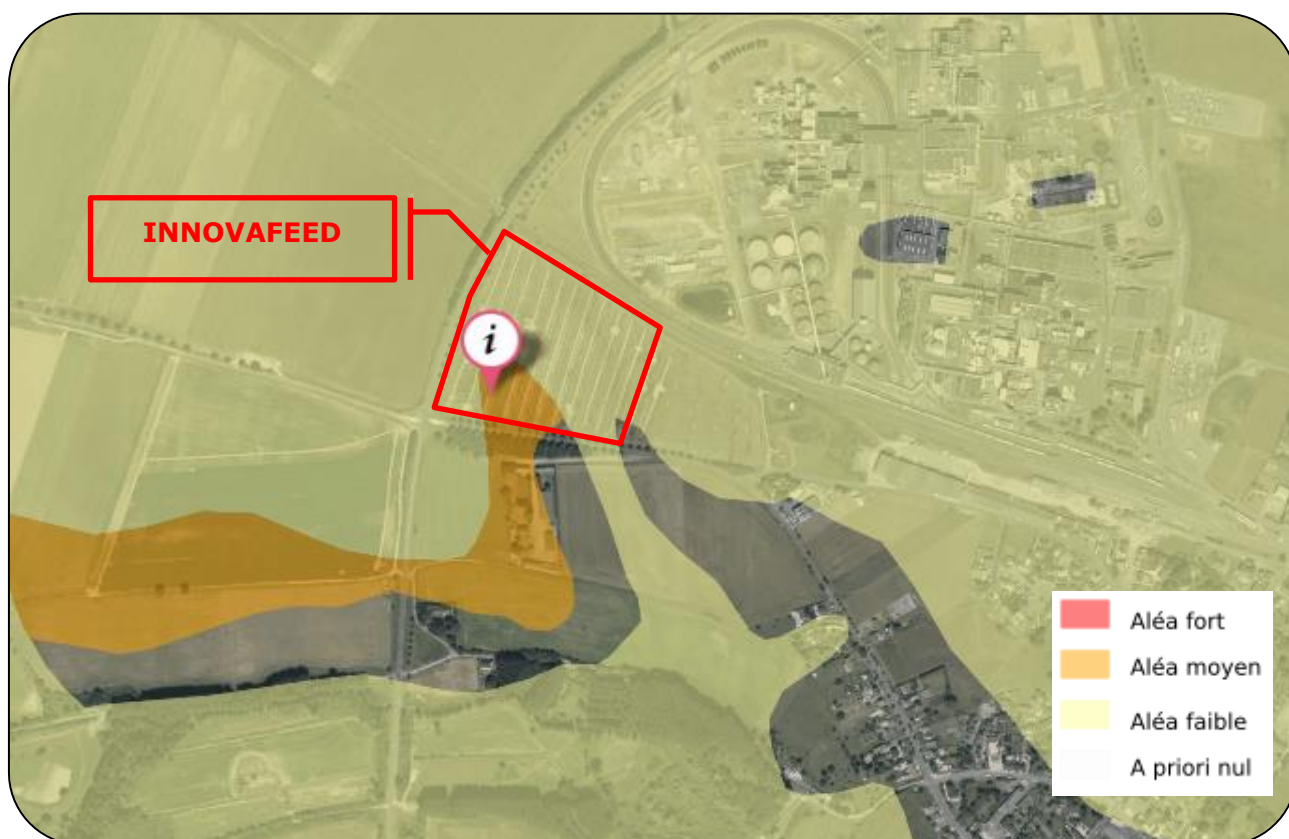 INNOVAFEED
i
Aléa fort
Aléa moyen
Aléa faible
A priori nul